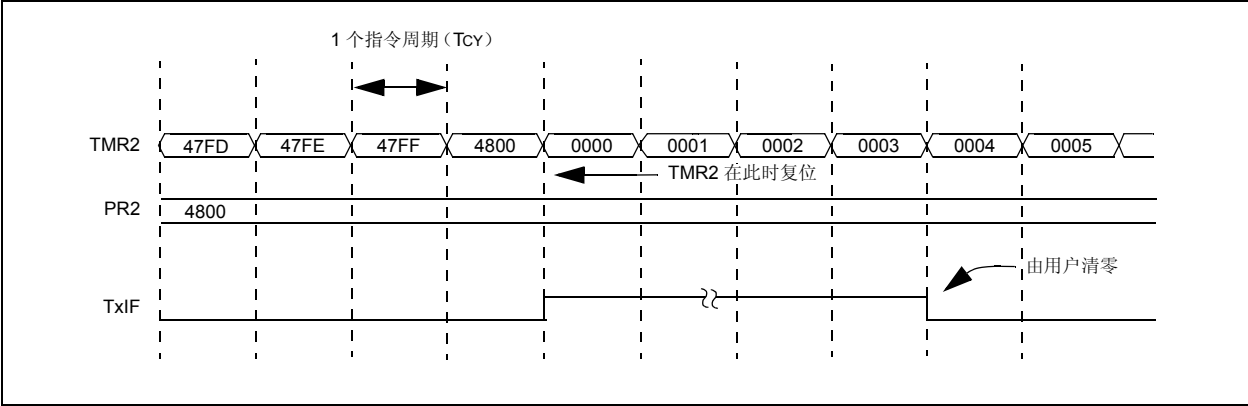 1 个指令周期（TCY）
TMR2 47FD 47FE 47FF 4800 0000 0001 0002 0003 0004 0005
TMR2 在此时复位
PR2 4800
由用户清零
TxIF